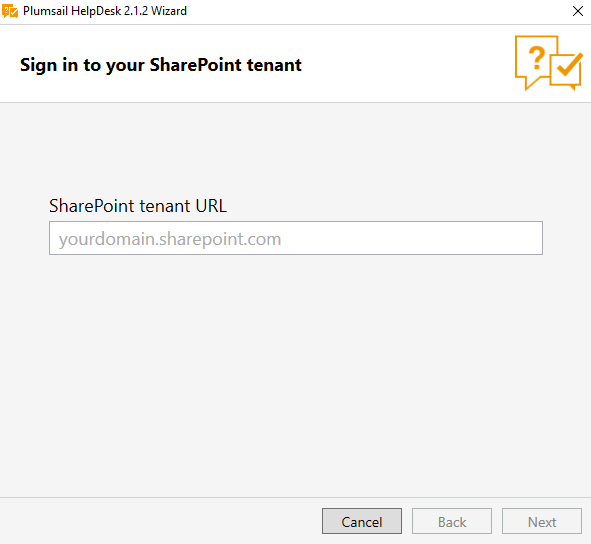 Plumsail HelpDesk 2.1.2 Wizard
Sign in to your SharePoint tenant
?
SharePoint tenant URL
yourdomain.sharepoint.com
Cancel Back Next